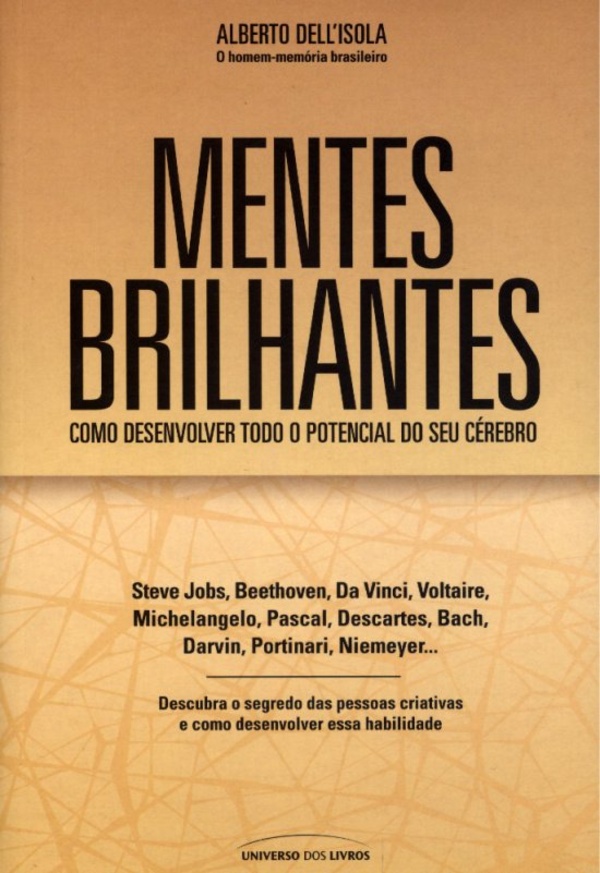 ALBERTO DELL'ISOLA
O homem-memória brasileiro
MENTES
BRILHANTES
COMO DESENVOLVER TODO O POTENCIAL DO SEU CÉREBRO
Steve Jobs, Beethoven, Da Vinci, Voltaire,
Michelangelo, Pascal, Descartes, Bach,
Darvin, Portinari, Niemeyer...
Descubra o segredo das pessoas criativas
e como desenvolver essa habilidade
UNIVERSO DOS LIVROS